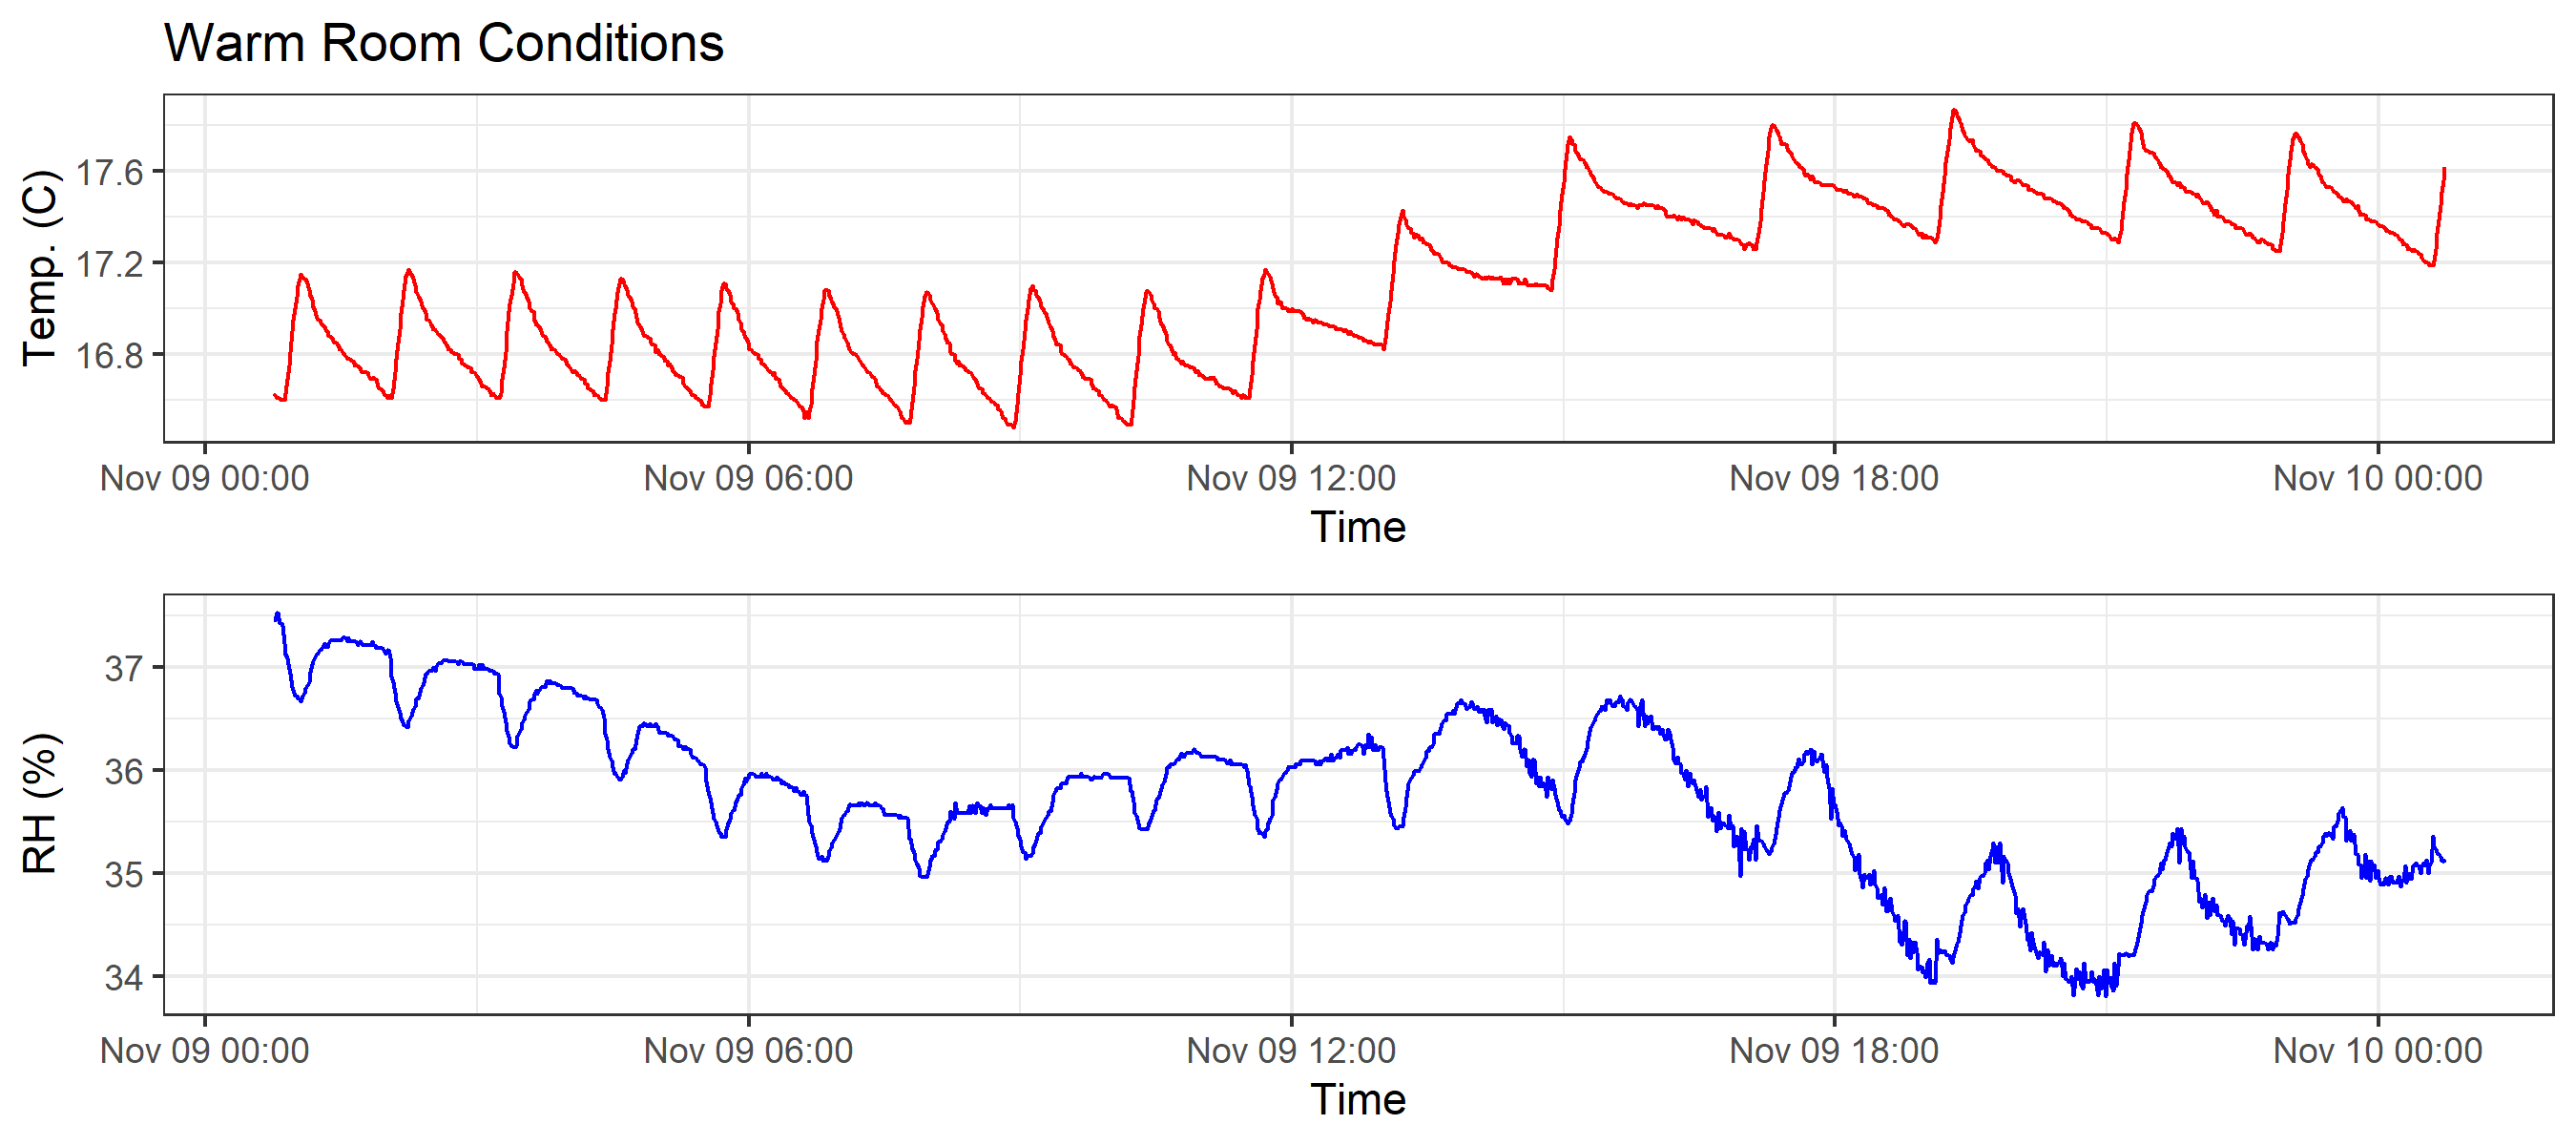 Warm Room Conditions
Temp. (C)
17.6
17.2
16.8
Nov 09 00:00 Nov 09 06:00 Nov 09 12:00 Nov 09 18:00 Nov 10 00:00
Time
RH (%)
37
36
35
34
Nov 09 00:00 Nov 09 06:00 Nov 09 12:00 Nov 09 18:00 Nov 10 00:00
Time